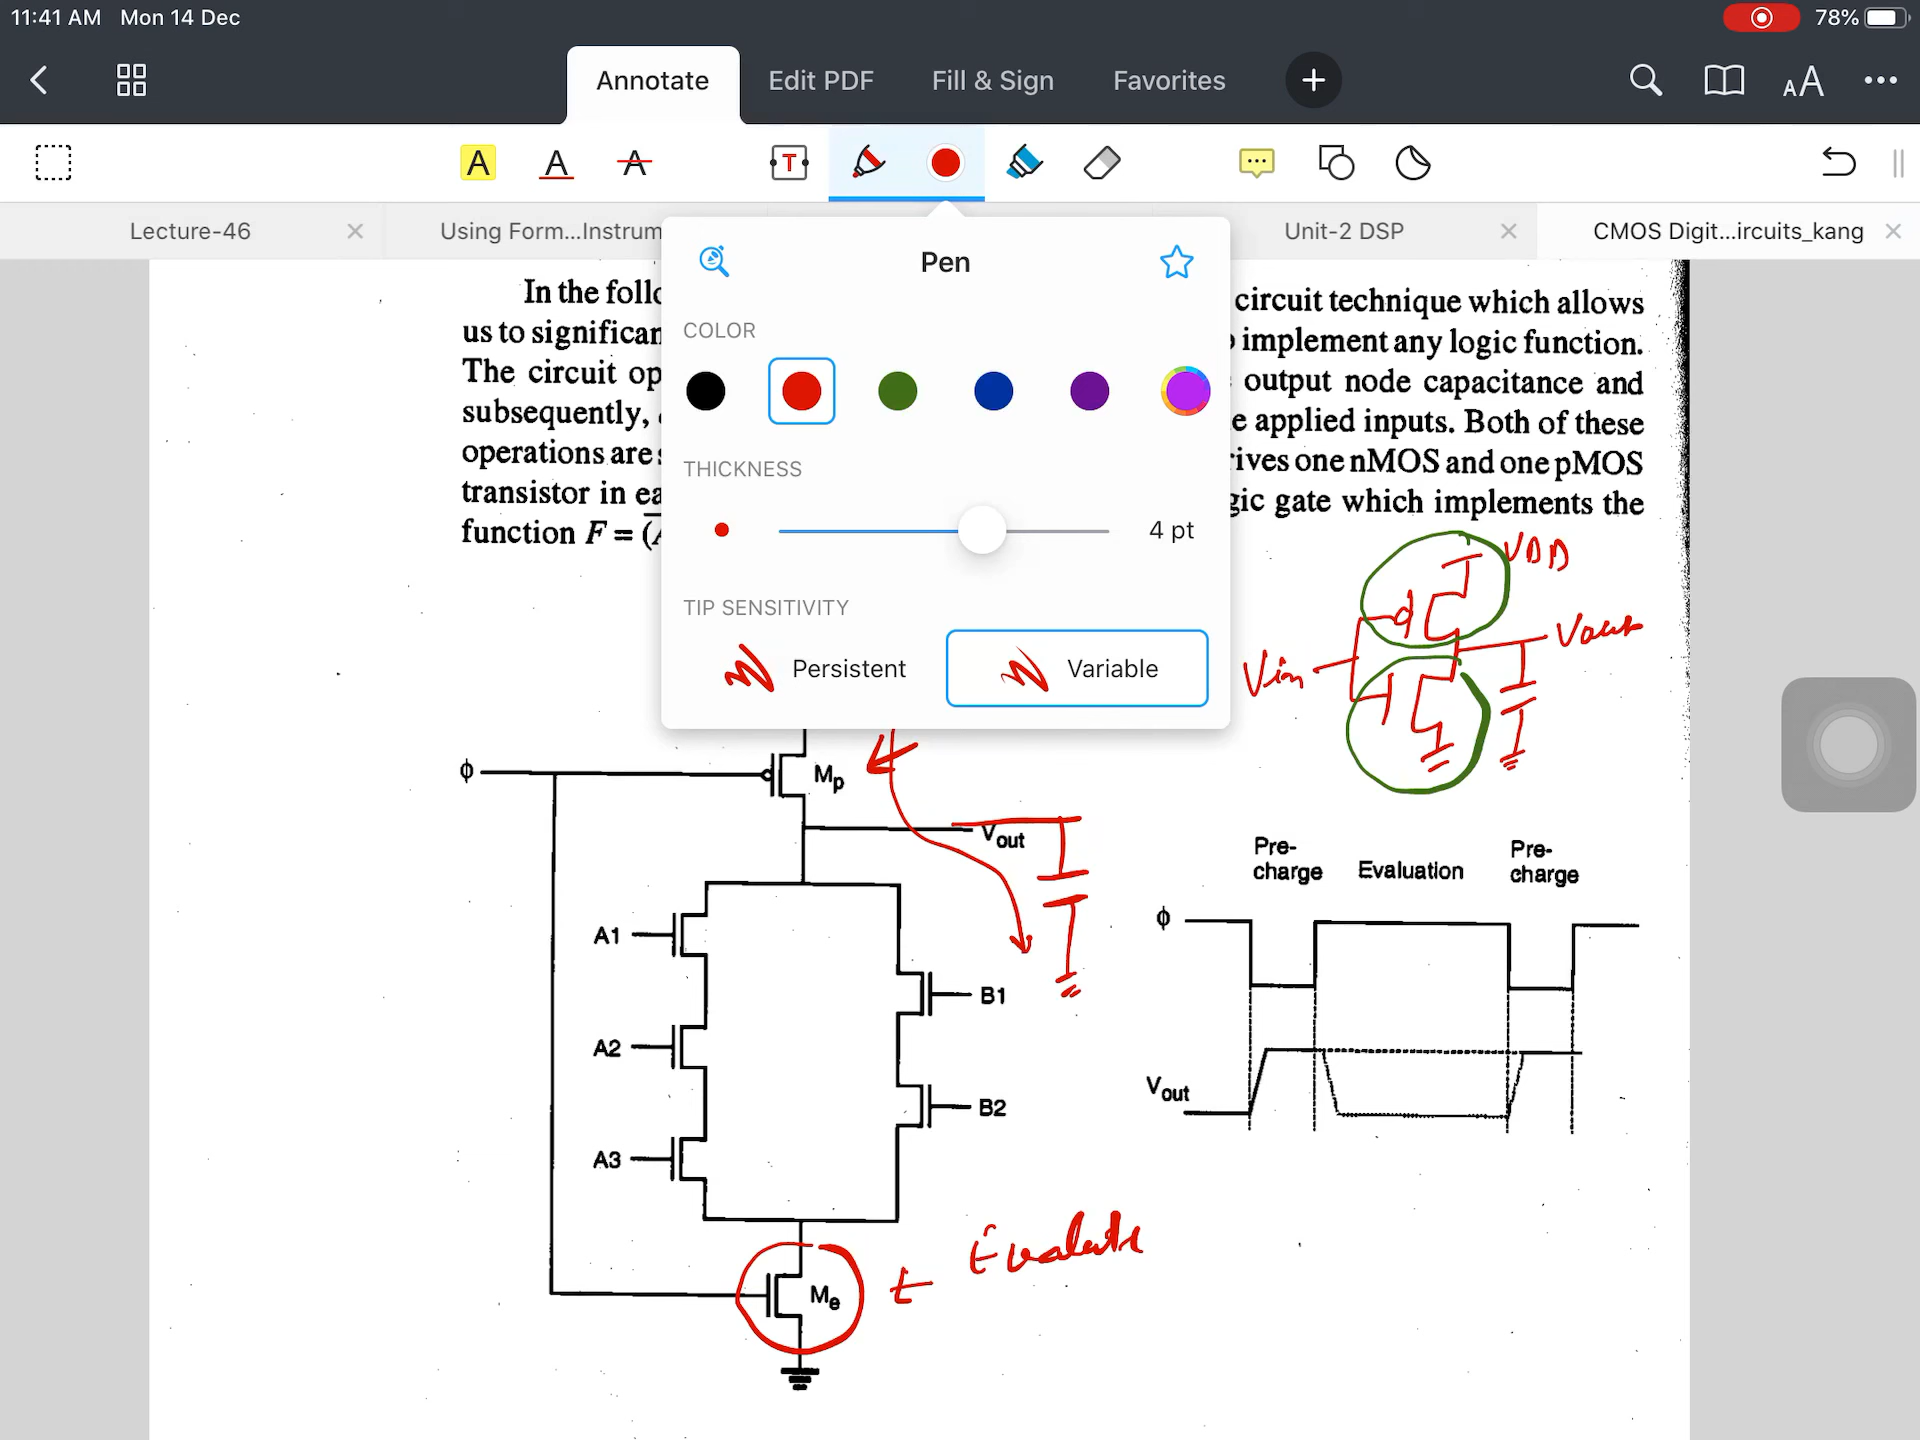 11:41 AM Mon 14 Dec
78%
Annotate
Edit PDF
Fill & Sign
Favorites
AA
A A A T
Lecture-46
Using Form...Instrum
Unit-2 DSP
CMOS Digit...ircuits_kang
Pen
COLOR
THICKNESS
4 pt
TIP SENSITIVITY
Persistent
Variable
In the follo
circuit technique which allows
us to significan
implement any logic function.
The circuit op
output node capacitance and
subsequently,
e applied inputs. Both of these
operations are
rives one nMOS and one pMOS
transistor in ea
gic gate which implements the
function F = (A
VDD
Vout
Vin
ϕ
Mp
Vout
A1
B1
A2
B2
A3
Me
t Evaluate
Pre-charge
Evaluation
Pre-charge
ϕ
Vout